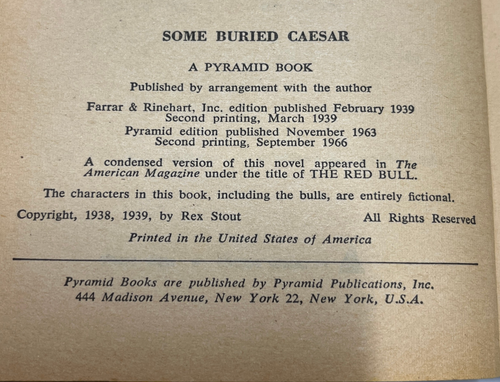 SOME BURIED CAESAR
A PYRAMID BOOK
Published by arrangement with the author
Farrar & Rinehart, Inc. edition published February 1939
Second printing, March 1939
Pyramid edition published November 1963
Second printing, September 1966
A condensed version of this novel appeared in The
American Magazine under the title of THE RED BULL.
The characters in this book, including the bulls, are entirely fictional.
Copyright, 1938, 1939, by Rex Stout All Rights Reserved
Printed in the United States of America
Pyramid Books are published by Pyramid Publications, Inc.
444 Madison Avenue, New York 22, New York, U.S.A.